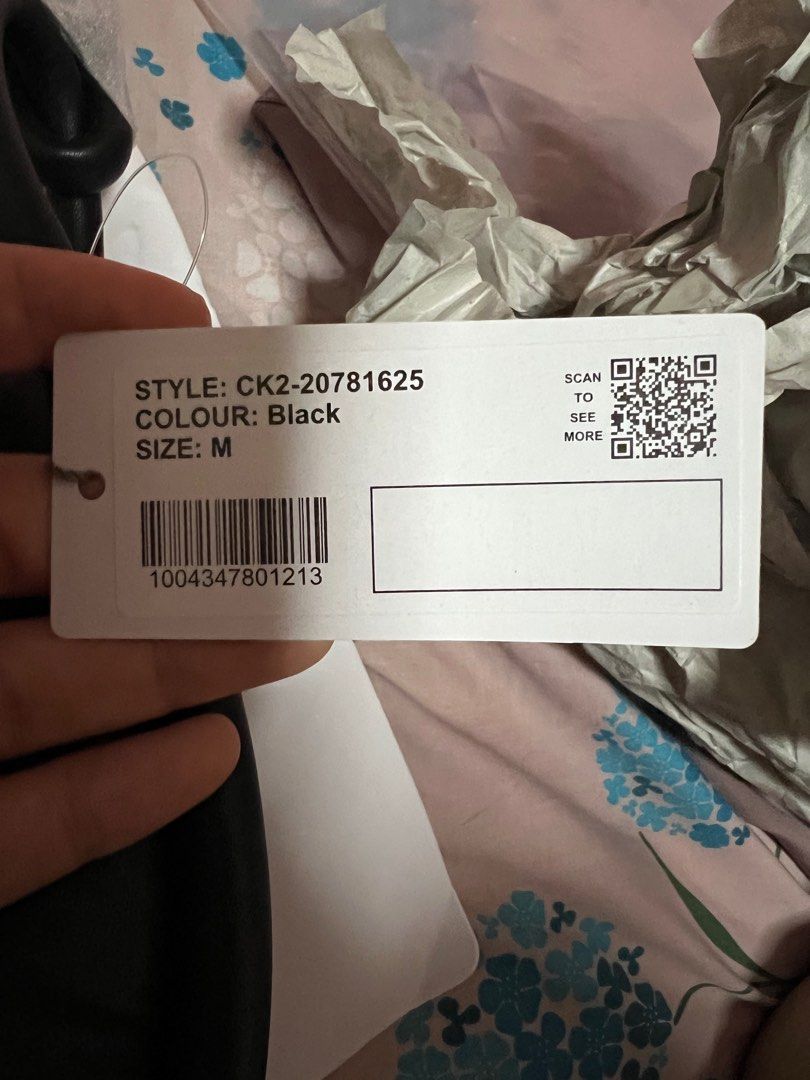 STYLE: CK2-20781625
COLOUR: Black
SIZE: M
SCAN
TO
SEE
MORE
1004347801213